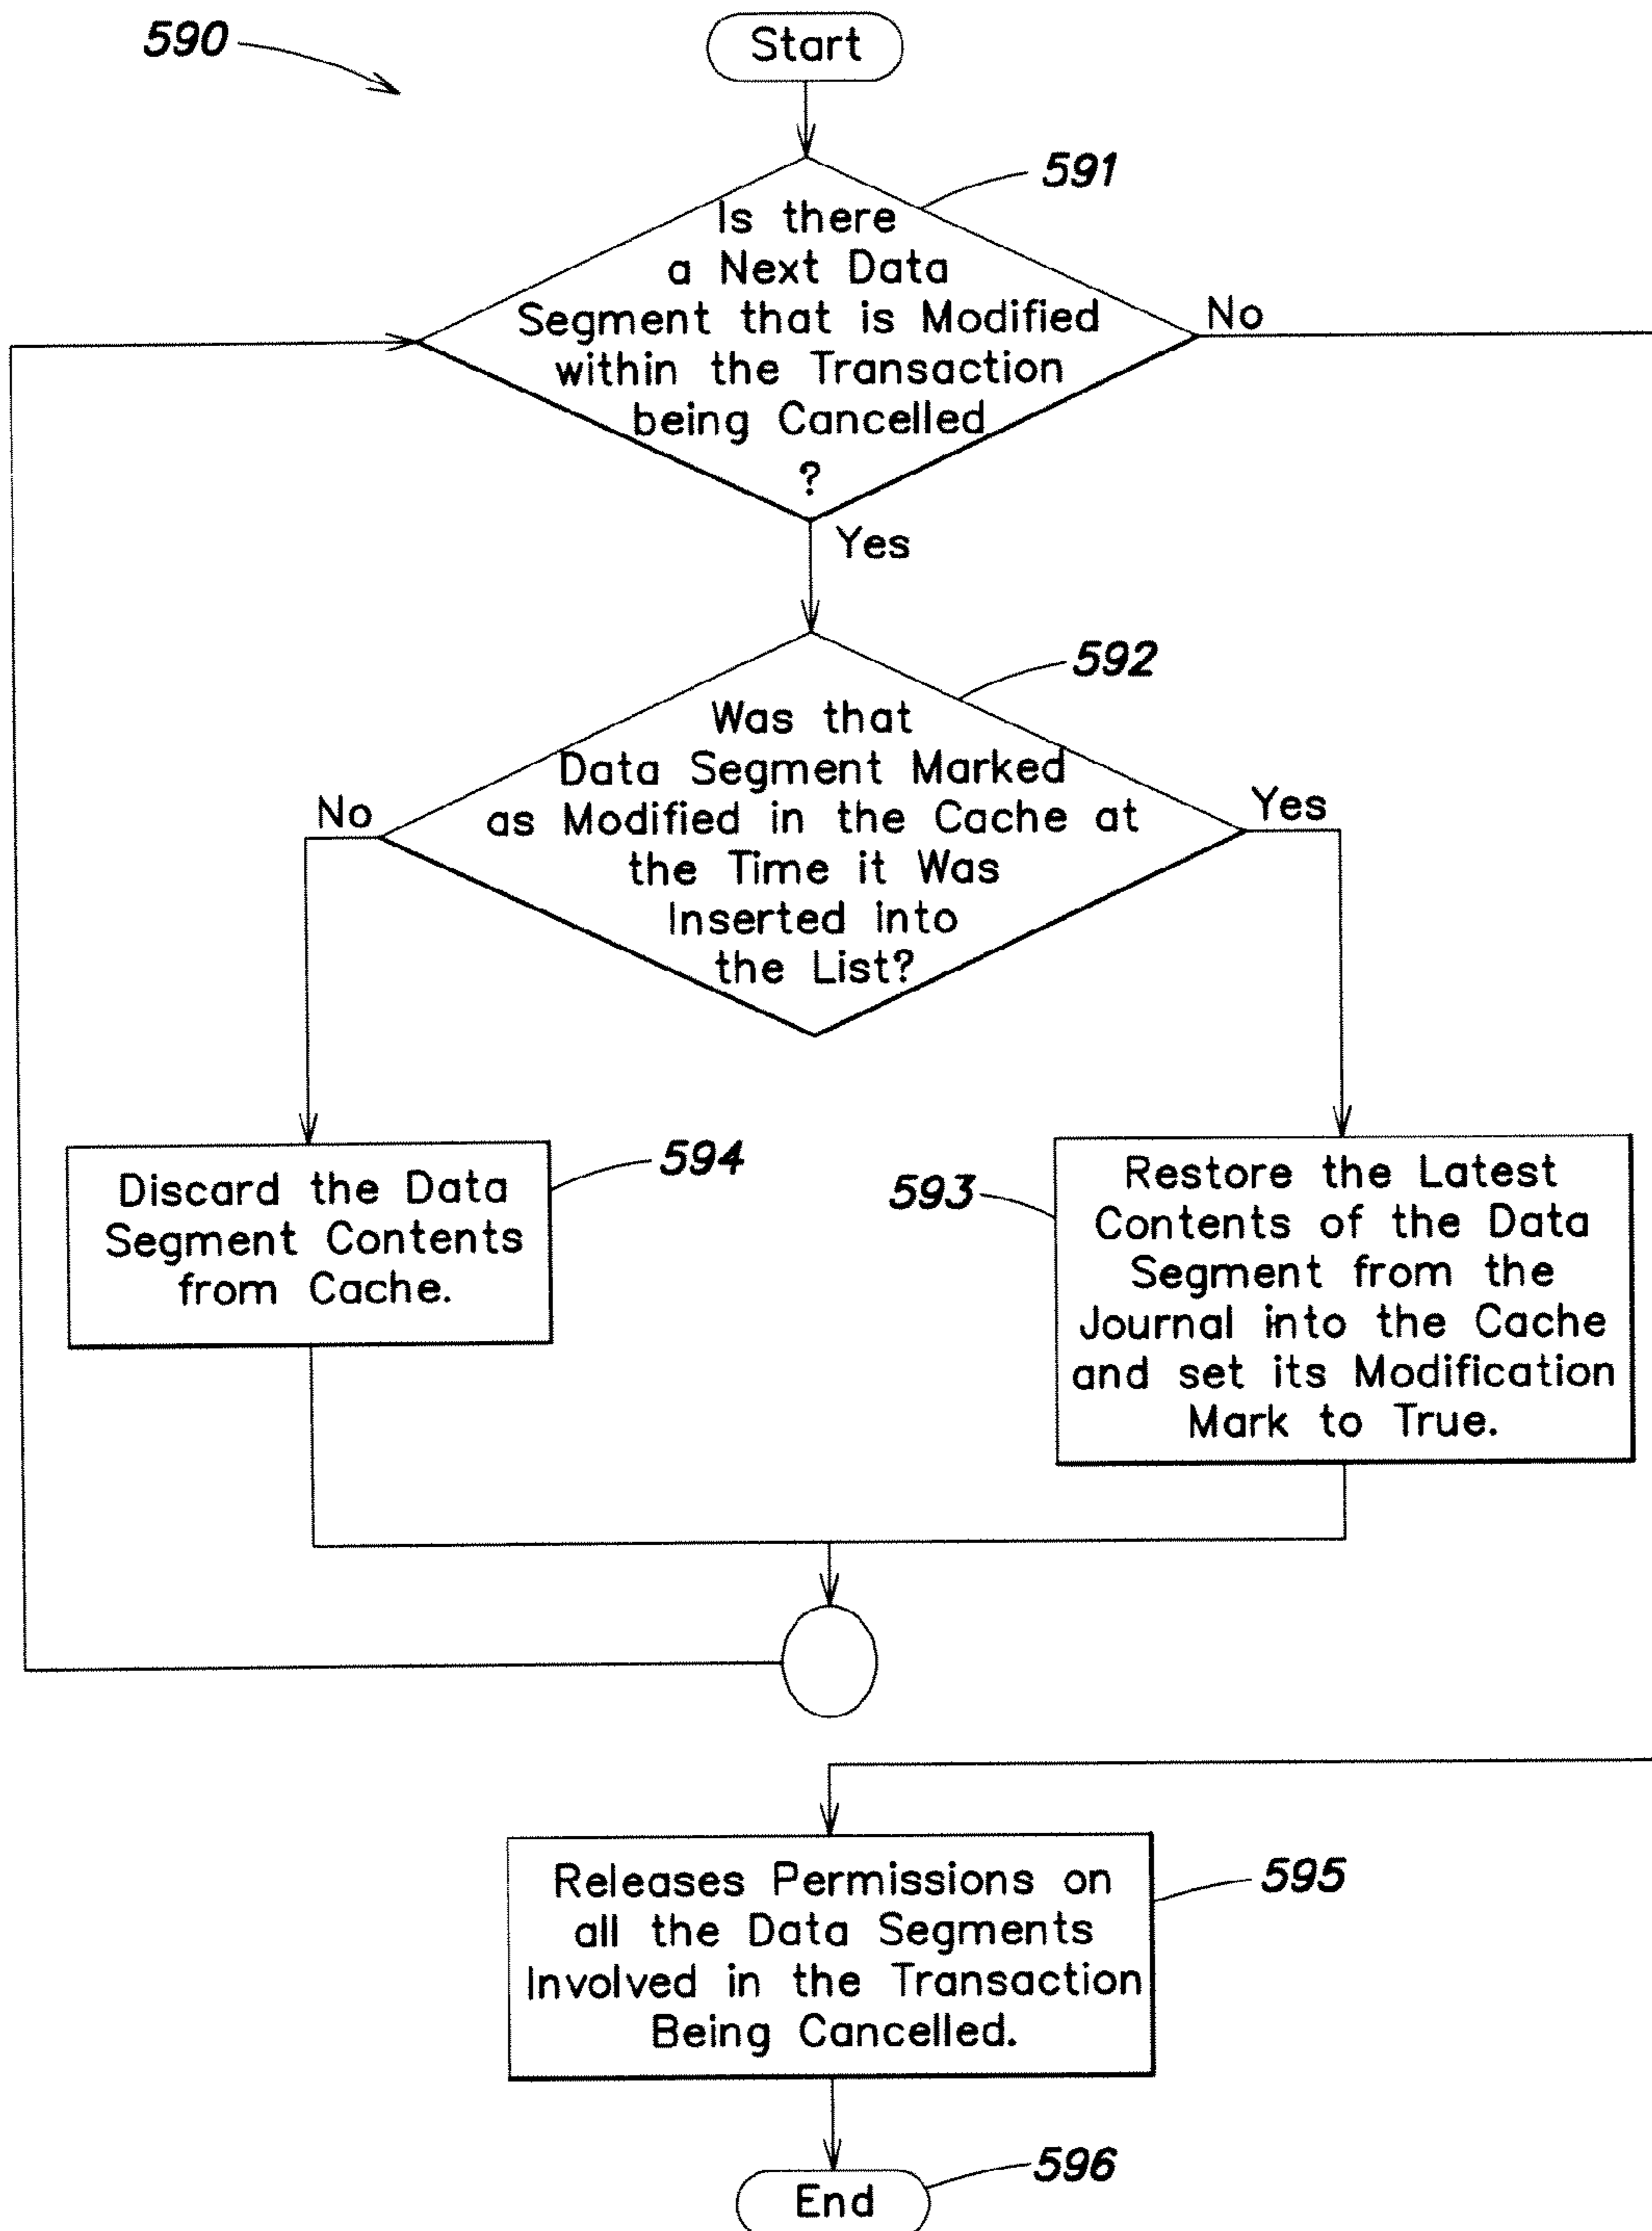 590
Start
591
Is there
a Next Data
Segment that is Modified
within the Transaction
being Cancelled
?
No
Yes
592
Was that
Data Segment Marked
as Modified in the Cache at
the Time it Was
Inserted into
the List?
No
Yes
594
Discard the Data
Segment Contents
from Cache.
593
Restore the Latest
Contents of the Data
Segment from the
Journal into the Cache
and set its Modification
Mark to True.
Releases Permissions on
all the Data Segments
Involved in the Transaction
Being Cancelled.
595
End
596